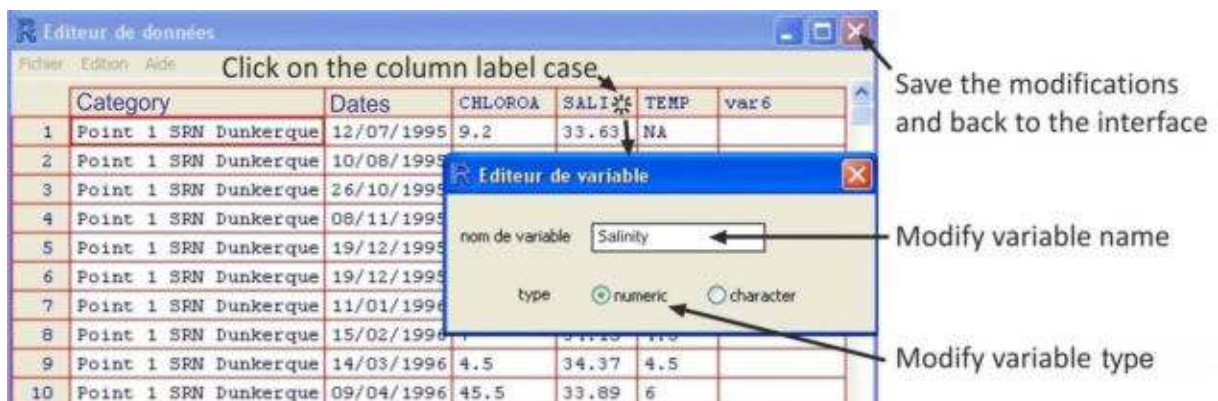 Editeur de données
Fichier Edition Aide
Click on the column label case
Save the modifications
and back to the interface
Category Dates CHLOROA SALI TEMP var6
1 Point 1 SRN Dunkerque 12/07/1995 9.2 33.63 NA
2 Point 1 SRN Dunkerque 10/08/1995
3 Point 1 SRN Dunkerque 26/10/1995
4 Point 1 SRN Dunkerque 08/11/1995
5 Point 1 SRN Dunkerque 19/12/1995
6 Point 1 SRN Dunkerque 19/12/1995
7 Point 1 SRN Dunkerque 11/01/1996
8 Point 1 SRN Dunkerque 15/02/1996
9 Point 1 SRN Dunkerque 14/03/1996 4.5 34.37 4.5
10 Point 1 SRN Dunkerque 09/04/1996 45.5 33.89 6
Editeur de variable
nom de variable Salinity
type numeric character
Modify variable name
Modify variable type